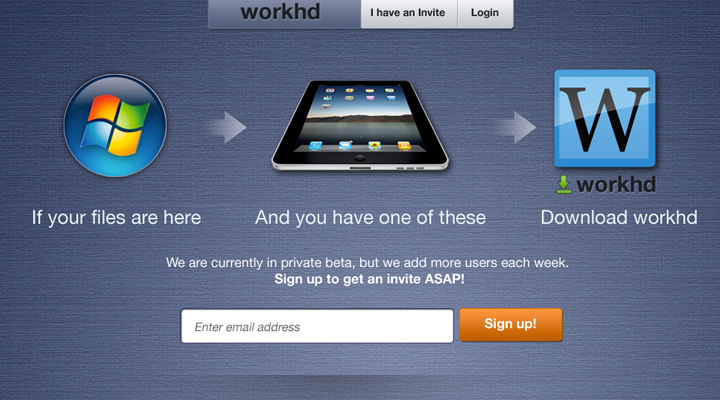 workhd
I have an Invite
Login
W
workhd
If your files are here
And you have one of these
Download workhd
We are currently in private beta, but we add more users each week.
Sign up to get an invite ASAP!
Enter email address
Sign up!